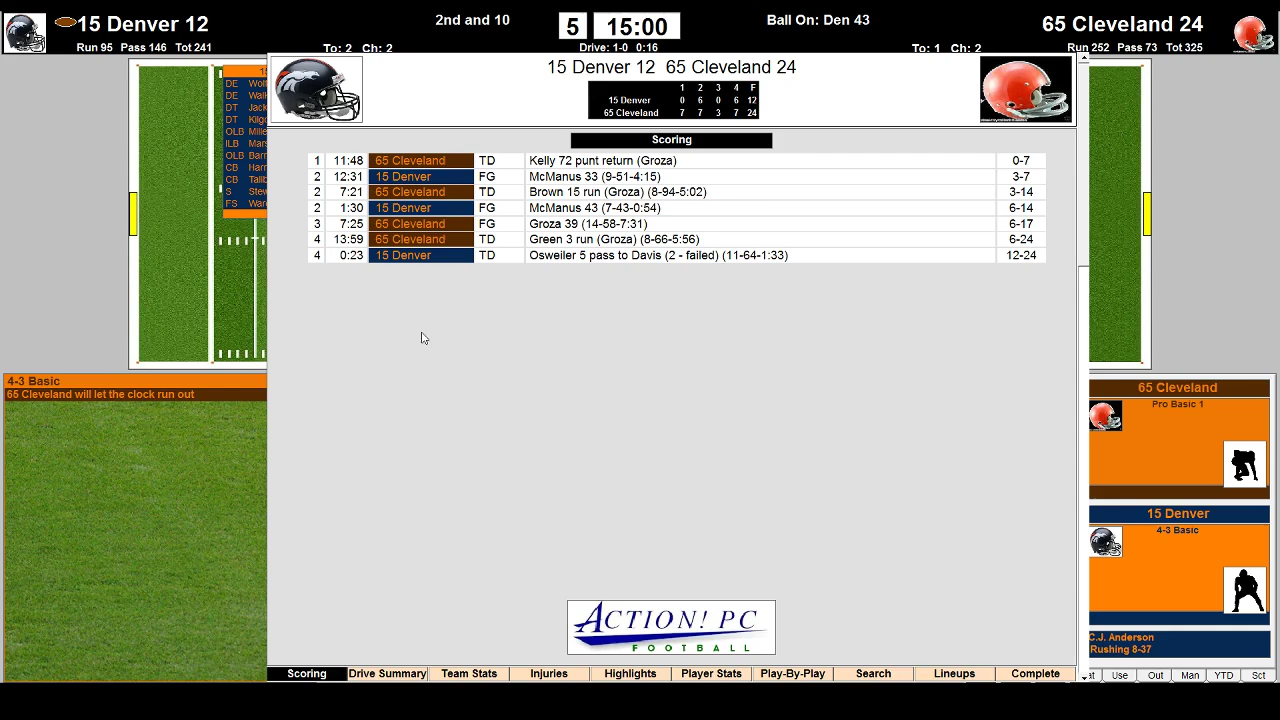 15 Denver 12
2nd and 10
5
15:00
Ball On: Den 43
65 Cleveland 24
Run 95 Pass 146 Tot 241
To: 2 Ch: 2
Drive: 1-0 0:16
To: 1 Ch: 2
Run 252 Pass 73 Tot 325
15 Denver 12 65 Cleveland 24
1 2 3 4 F
15 Denver 0 6 0 6 12
65 Cleveland 7 7 3 7 24
Scoring
1 11:48 65 Cleveland TD Kelly 72 punt return (Groza) 0-7
2 12:31 15 Denver FG McManus 33 (9-51-4:15) 3-7
2 7:21 65 Cleveland TD Brown 15 run (Groza) (8-94-5:02) 3-14
2 1:30 15 Denver FG McManus 43 (7-43-0:54) 6-14
3 7:25 65 Cleveland FG Groza 39 (14-58-7:31) 6-17
4 13:59 65 Cleveland TD Green 3 run (Groza) (8-66-5:56) 6-24
4 0:23 15 Denver TD Osweiler 5 pass to Davis (2 - failed) (11-64-1:33) 12-24
DE
DE
DT Jack
DT Kilg
OLB Mille
ILB Mars
OLB Barr
CB Harr
CB
S Stew
FS Ward
4-3 Basic
65 Cleveland will let the clock run out
65 Cleveland
Pro Basic 1
15 Denver
4-3 Basic
C.J. Anderson
Rushing 8-37
ACTION! PC
FOOTBALL
Scoring Drive Summary Team Stats Injuries Highlights Player Stats Play-By-Play Search Lineups Complete
Use Out Man YTD Sct